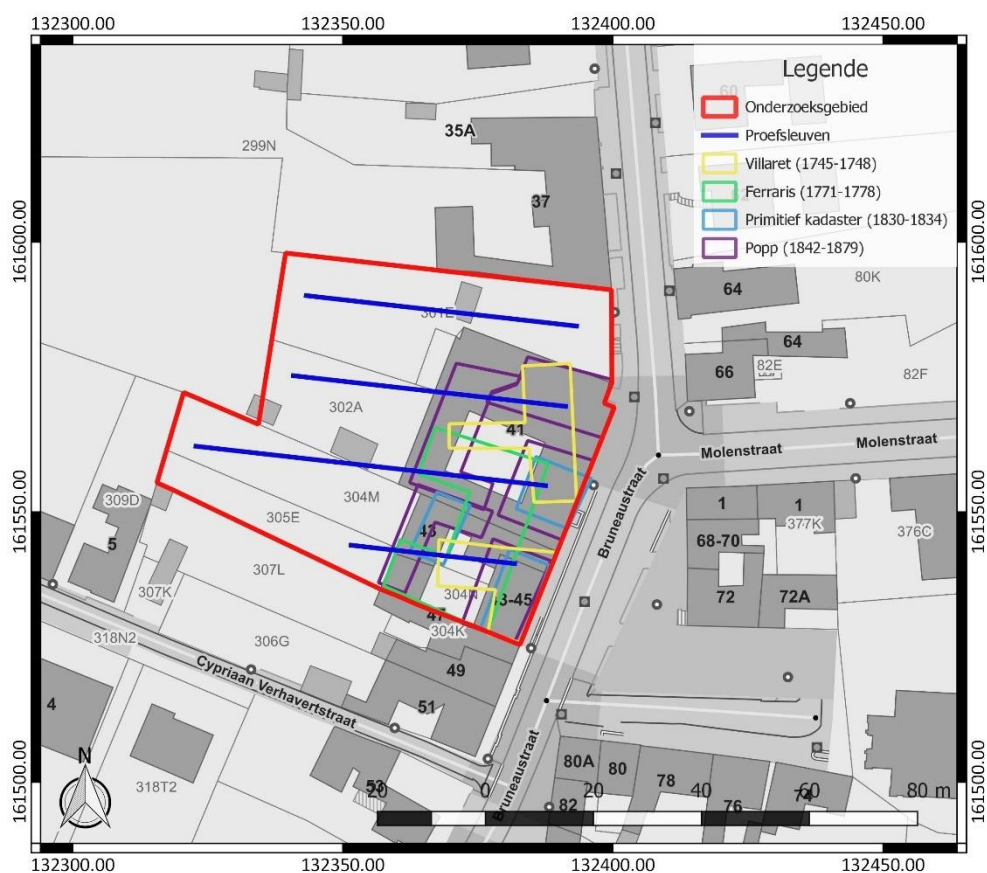 132300.00 132350.00 132400.00 132450.00
Legende
Onderzoeksgebied
Proefsleuven
Villaret (1745-1748)
Ferraris (1771-1778)
Primitief kadaster (1830-1834)
Popp (1842-1879)
60
62
35A
299N
37
161600.00
161600.00
80K
64
301E
64
66
82E
82F
302A
41
Molenstraat
Molenstraat
Bruneaustraat
304M
309D
161550.00
161550.00
1
1
377K
376C
305E
43
5
68-70
307L
72
72A
307K
304N
43-45
47
304K
318N2
306G
49
Cypriaan Verhavertstraat
4
51
Bruneaustraat
N
53
318T2
80A
80
78
76
74
82
161500.00
161500.00
20 0 20 40 60 80 m
132300.00 132350.00 132400.00 132450.00